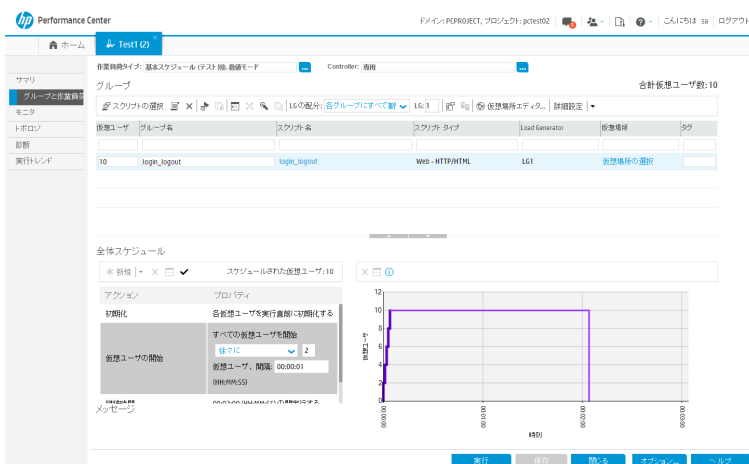 hp Performance Center
ドメイン: PCPROJECT, プロジェクト: pctest02 こんにちは sa ログアウト
ホーム Test1 (2)
作業負荷タイプ: 基本スケジュール (テスト別), 数値モード ... Controller: 専用 ...
サマリ
グループと作業負荷
モニタ
トポロジ
診断
実行トレンド
グループ 合計仮想ユーザ数: 10
スクリプトの選択 LGの配分: 各グループにすべて割 LG: 1 仮想場所エディタ... 詳細設定
仮想ユーザ グループ名 スクリプト名 スクリプト タイプ Load Generator 仮想場所 タグ
10 login_logout login_logout Web - HTTP/HTML LG1 仮想場所の選択
全体スケジュール
新規 スケジュールされた仮想ユーザ: 10
アクション プロパティ
初期化 各仮想ユーザを実行直前に初期化する
仮想ユーザの開始 すべての仮想ユーザを開始
徐々に 2
仮想ユーザ、間隔: 00:00:01
(HH:MM:SS)
メッセージ
12
10
8
6
4
2
0
仮想ユーザ
00:00:00 00:01:00 00:02:00 00:03:00
時刻
実行 保存 閉じる オプション... ヘルプ